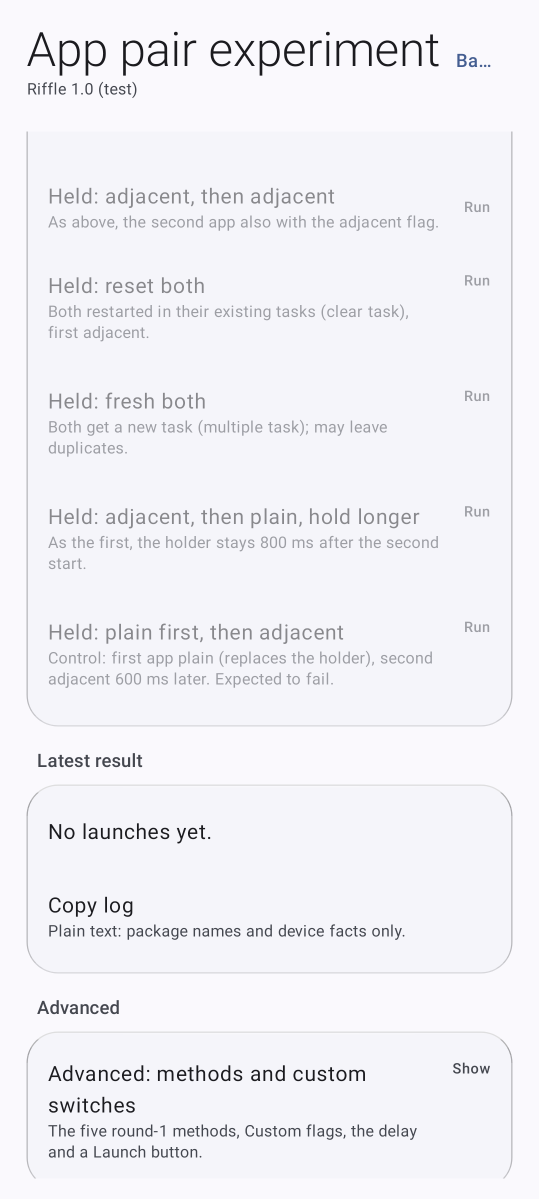 App pair experiment Ba...
Riffle 1.0 (test)
Held: adjacent, then adjacent
As above, the second app also with the adjacent flag.
Run
Held: reset both
Run
Both restarted in their existing tasks (clear task),
first adjacent.
Held: fresh both
Run
Both get a new task (multiple task); may leave
duplicates.
Held: adjacent, then plain, hold longer
Run
As the first, the holder stays 800 ms after the second
start.
Held: plain first, then adjacent
Run
Control: first app plain (replaces the holder), second
adjacent 600 ms later. Expected to fail.
Latest result
No launches yet.
Copy log
Plain text: package names and device facts only.
Advanced
Advanced: methods and custom
switches
Show
The five round-1 methods, Custom flags, the delay
and a Launch button.